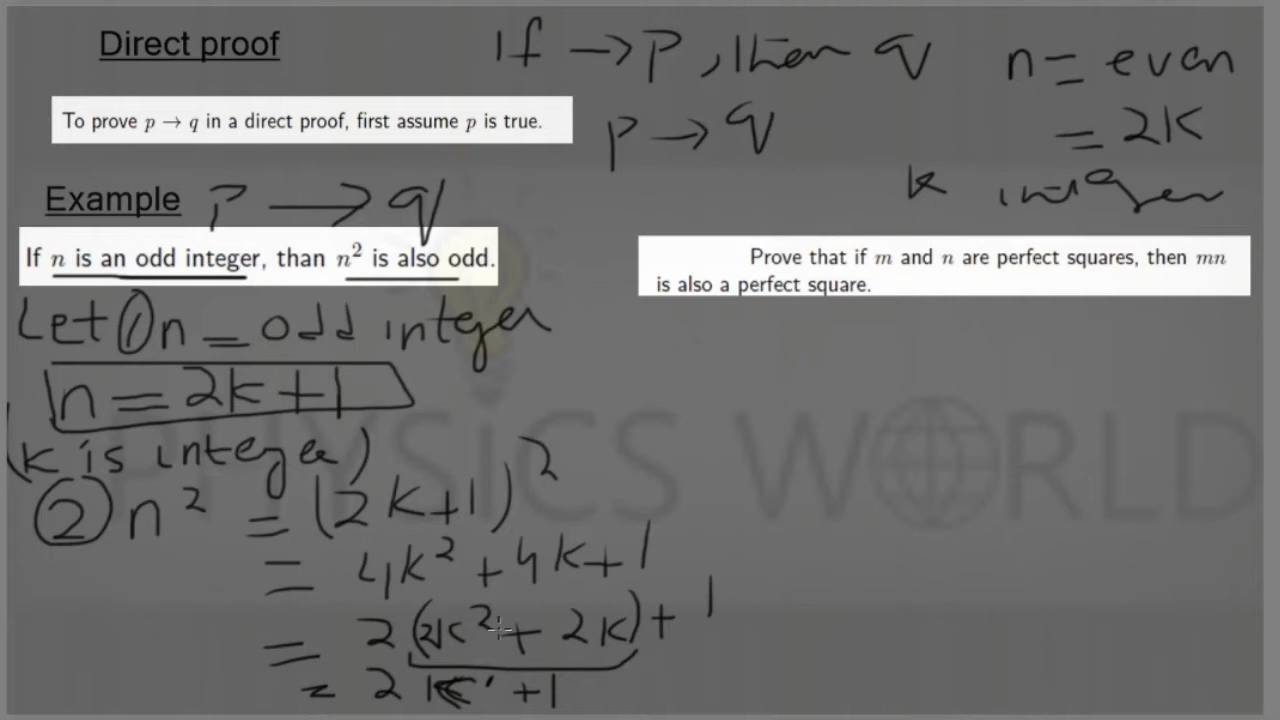 Direct proof
If → P, then q
n = even
To prove p → q in a direct proof, first assume p is true.
p → q
= 2K
K integer
Example P → q
If n is an odd integer, than n² is also odd.
Prove that if m and n are perfect squares, then mn
is also a perfect square.
Let ① n = odd integer
n = 2k+1
(k is integer)
② n² = (2k+1)²
= 4k² + 4k + 1
= 2(2k² + 2k) + 1
= 2k' + 1
PHYSICS WORLD